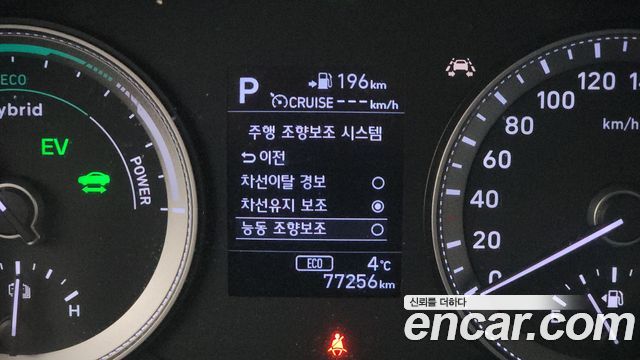 ECO
Hybrid
EV
POWER
H
P
196km
CRUISE---km/h
주행 조향보조 시스템
이전
차선이탈 경보
차선유지 보조
능동 조향보조
ECO
4℃
77256km
0
20
40
60
80
100
120
km/h
F
신뢰를 더하다
encar.com